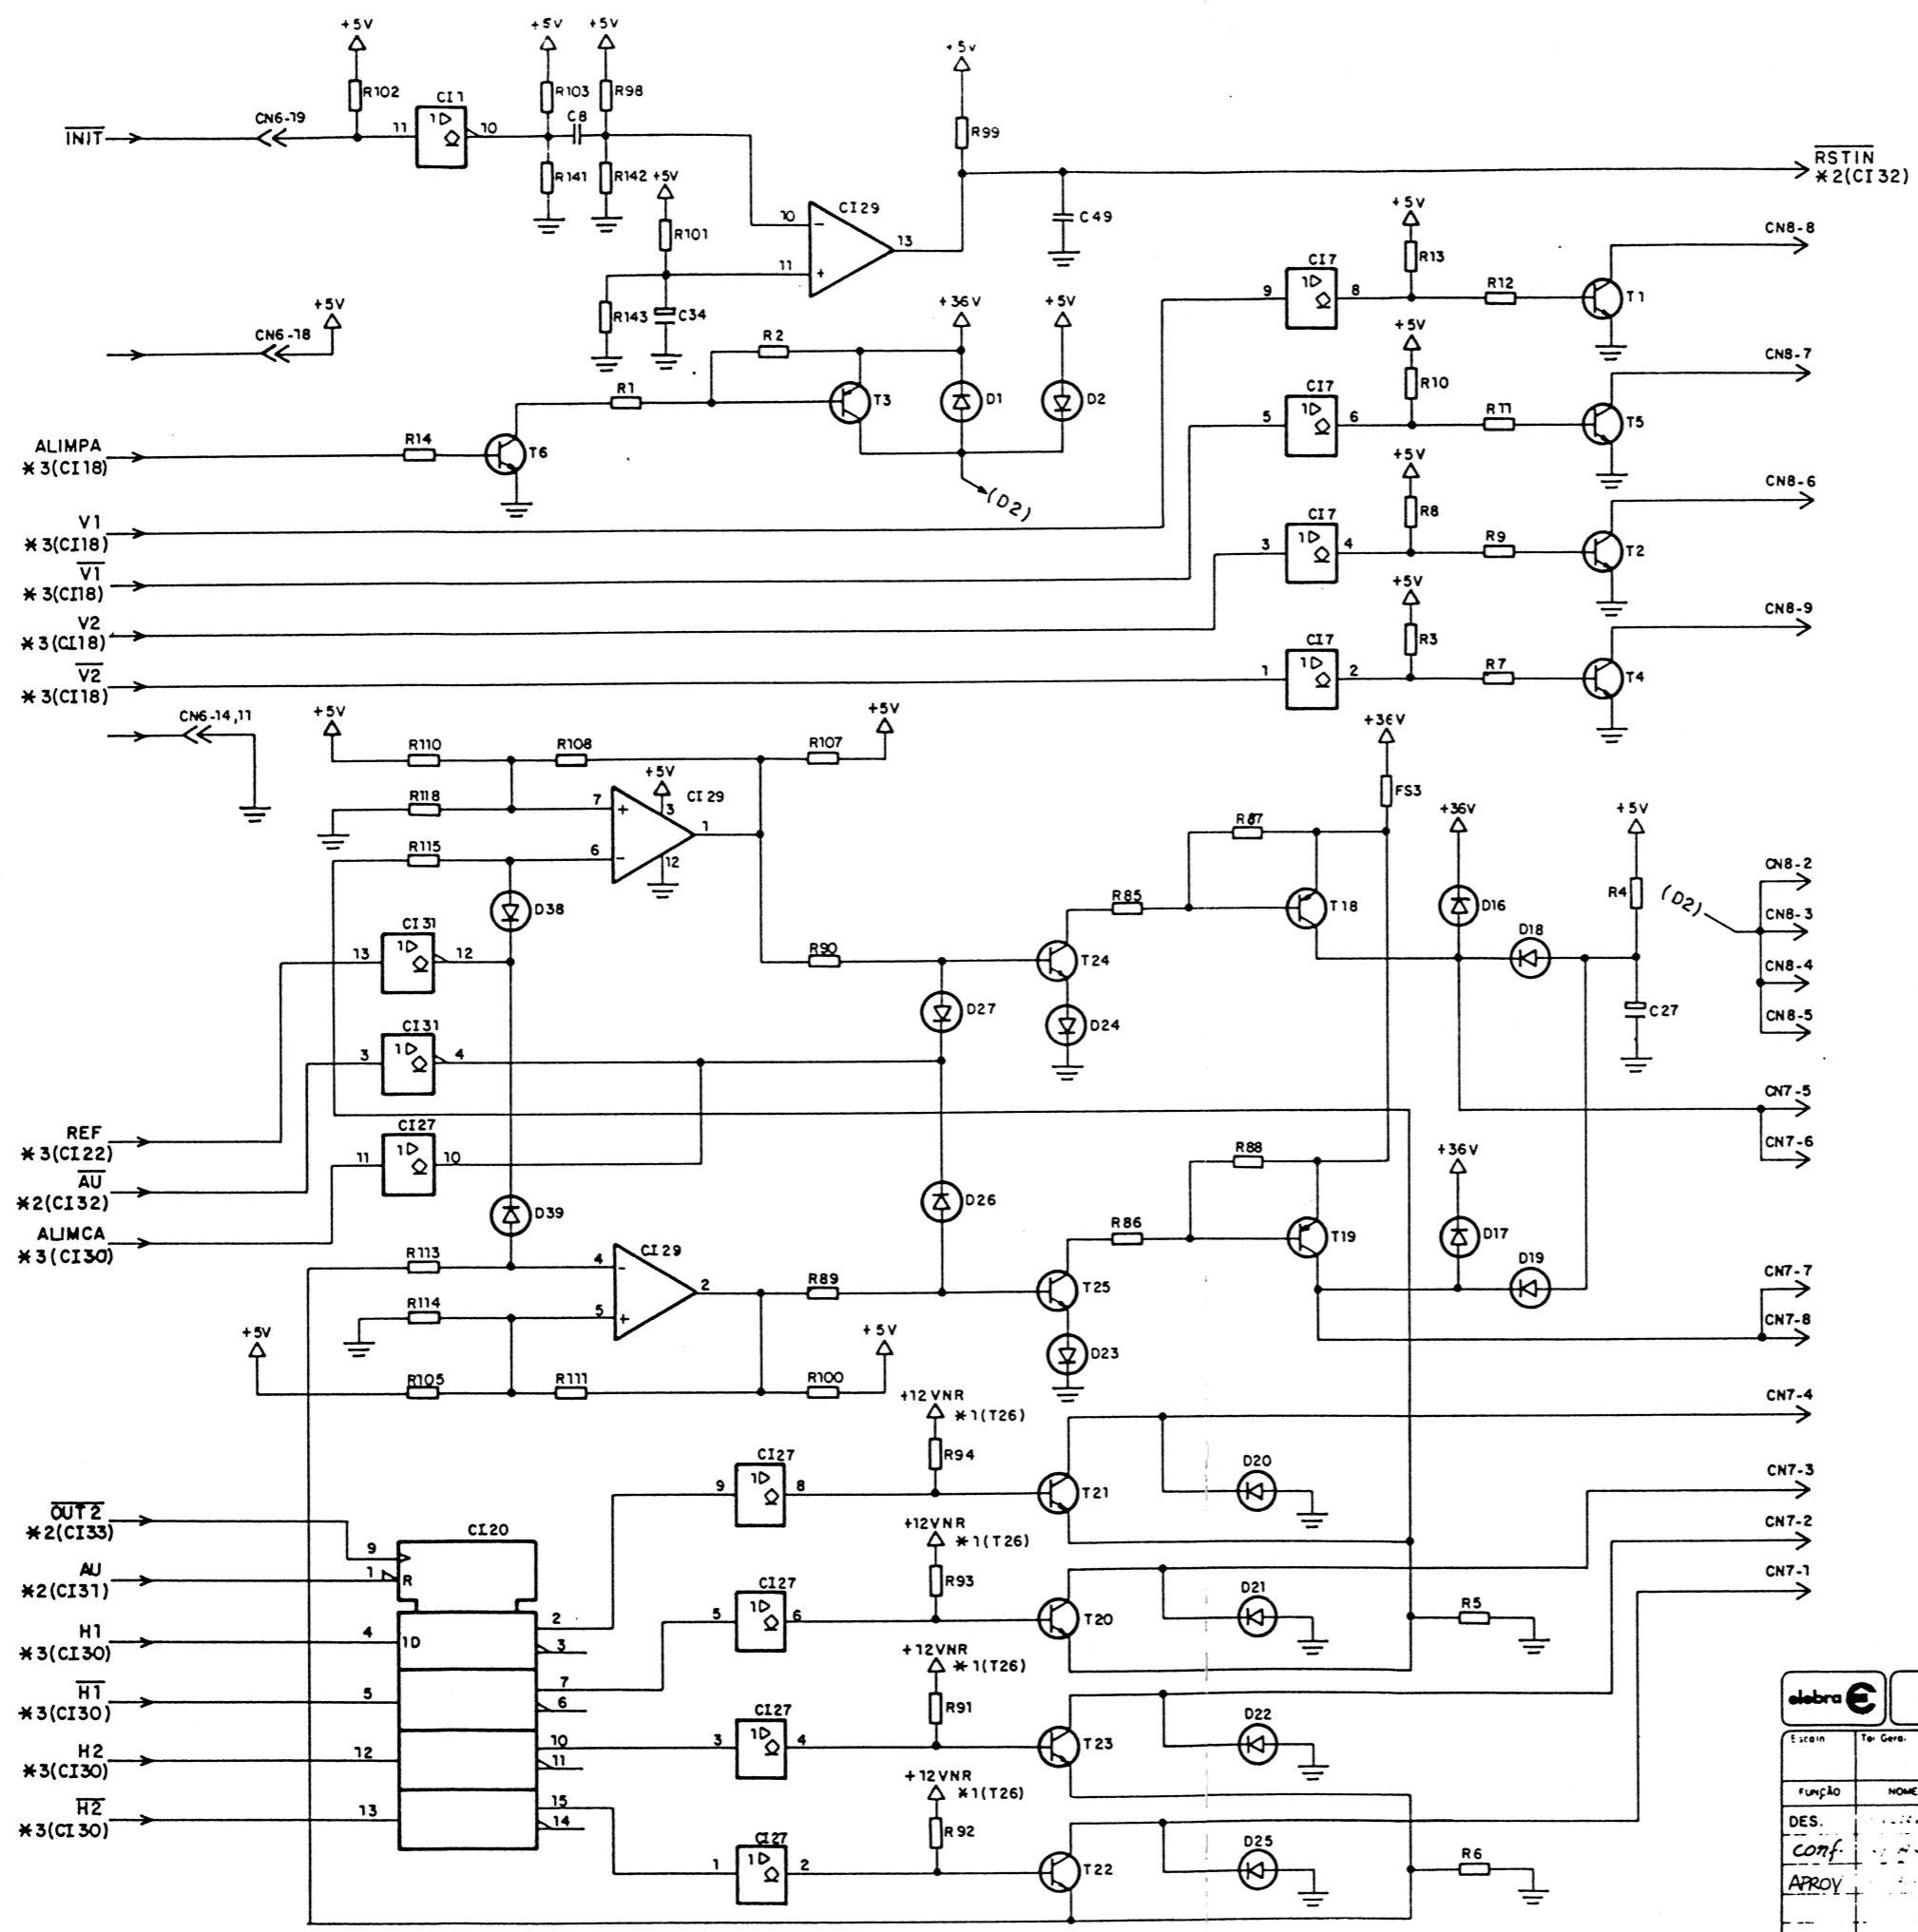 +5V
+5V
+5V
+5V
R102
CI1
R103
R98
C8
R99
CN6-19
INIT
11
1
10
R141
R142
+5V
RSTIN
*2(CI32)
CI29
10
-
13
C49
R101
11
+
+5V
CN8-8
CI7
R13
R143
C34
9
1
8
R12
T1
+5V
CN6-18
+36V
+5V
R2
+5V
CN8-7
R1
T3
D1
D2
CI7
R10
5
1
6
R11
T5
ALIMPA
*3(CI18)
R14
T6
+5V
CN8-6
(D2)
CI7
R8
V1
*3(CI18)
3
1
4
R9
T2
V1
*3(CI18)
+5V
CN8-9
V2
*3(CI18)
CI7
R3
V2
*3(CI18)
1
1
2
R7
T4
CN6-14,11
+5V
+5V
+36V
R110
R108
R107
+5V
FS3
R118
7
+
3
CI29
1
R87
+36V
+5V
R115
6
-
12
CN8-2
D38
R85
T18
D16
R4
(D2)
CN8-3
CI31
D18
13
1
12
R90
T24
CN8-4
D27
D24
C27
CN8-5
CI31
3
1
4
CN7-5
REF
*3(CI22)
CI27
11
1
10
R88
+36V
CN7-6
AU
*2(CI32)
D39
D26
R86
T19
D17
ALIMCA
*3(CI30)
R113
4
-
CI29
2
R89
T25
D19
CN7-7
R114
5
+
CN7-8
+5V
+5V
D23
R105
R111
R100
+12VNR
*1(T26)
CN7-4
R94
CI27
9
1
8
T21
D20
CN7-3
OUT2
*2(CI33)
CI20
+12VNR
*1(T26)
CN7-2
9
AU
*2(CI31)
1
R
CI27
R93
CN7-1
5
1
6
T20
D21
R5
H1
*3(CI30)
4
1D
2
3
+12VNR
*1(T26)
H1
*3(CI30)
5
7
6
CI27
R91
D22
elebra
H2
*3(CI30)
12
10
11
3
1
4
T23
+12VNR
*1(T26)
FUNÇÃO
NOME
H2
*3(CI30)
13
15
14
CI27
R92
D25
DES.
1
1
2
T22
R6
Conf.
APROV